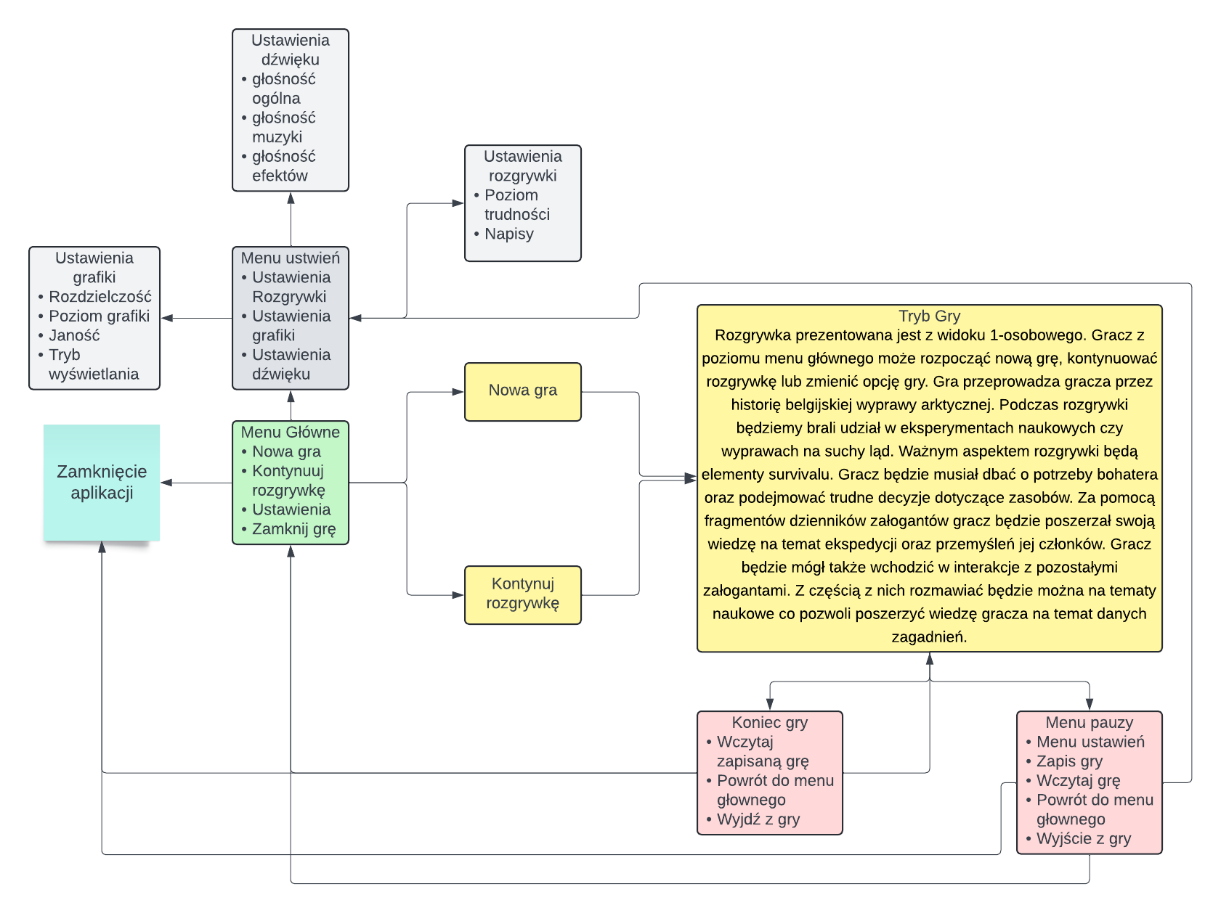 Ustawienia
dźwięku
• głośność
ogólna
• głośność
muzyki
• głośność
efektów
Ustawienia
rozgrywki
• Poziom
trudności
• Napisy
Ustawienia
grafiki
• Rozdzielczość
• Poziom grafiki
• Janość
• Tryb
wyświetlania
Menu ustwień
• Ustawienia
Rozgrywki
• Ustawienia
grafiki
• Ustawienia
dźwięku
Tryb Gry
Rozgrywka prezentowana jest z widoku 1-osobowego. Gracz z
poziomu menu głównego może rozpocząć nową grę, kontynuować
rozgrywkę lub zmienić opcję gry. Gra przeprowadza gracza przez
historię belgijskiej wyprawy arktycznej. Podczas rozgrywki
będziemy brali udział w eksperymentach naukowych czy
wyprawach na suchy ląd. Ważnym aspektem rozgrywki będą
elementy survivalu. Gracz będzie musiał dbać o potrzeby bohatera
oraz podejmować trudne decyzje dotyczące zasobów. Za pomocą
fragmentów dzienników załogantów gracz będzie poszerzał swoją
wiedzę na temat ekspedycji oraz przemyśleń jej członków. Gracz
będzie mógł także wchodzić w interakcje z pozostałymi
załogantami. Z częścią z nich rozmawiać będzie można na tematy
naukowe co pozwoli poszerzyć wiedzę gracza na temat danych
zagadnień.
Nowa gra
Zamknięcie
aplikacji
Menu Główne
• Nowa gra
• Kontynuuj
rozgrywkę
• Ustawienia
• Zamknij grę
Kontynuj
rozgrywkę
Koniec gry
• Wczytaj
zapisaną grę
• Powrót do menu
głownego
• Wyjdź z gry
Menu pauzy
• Menu ustawień
• Zapis gry
• Wczytaj grę
• Powrót do menu
głownego
• Wyjście z gry